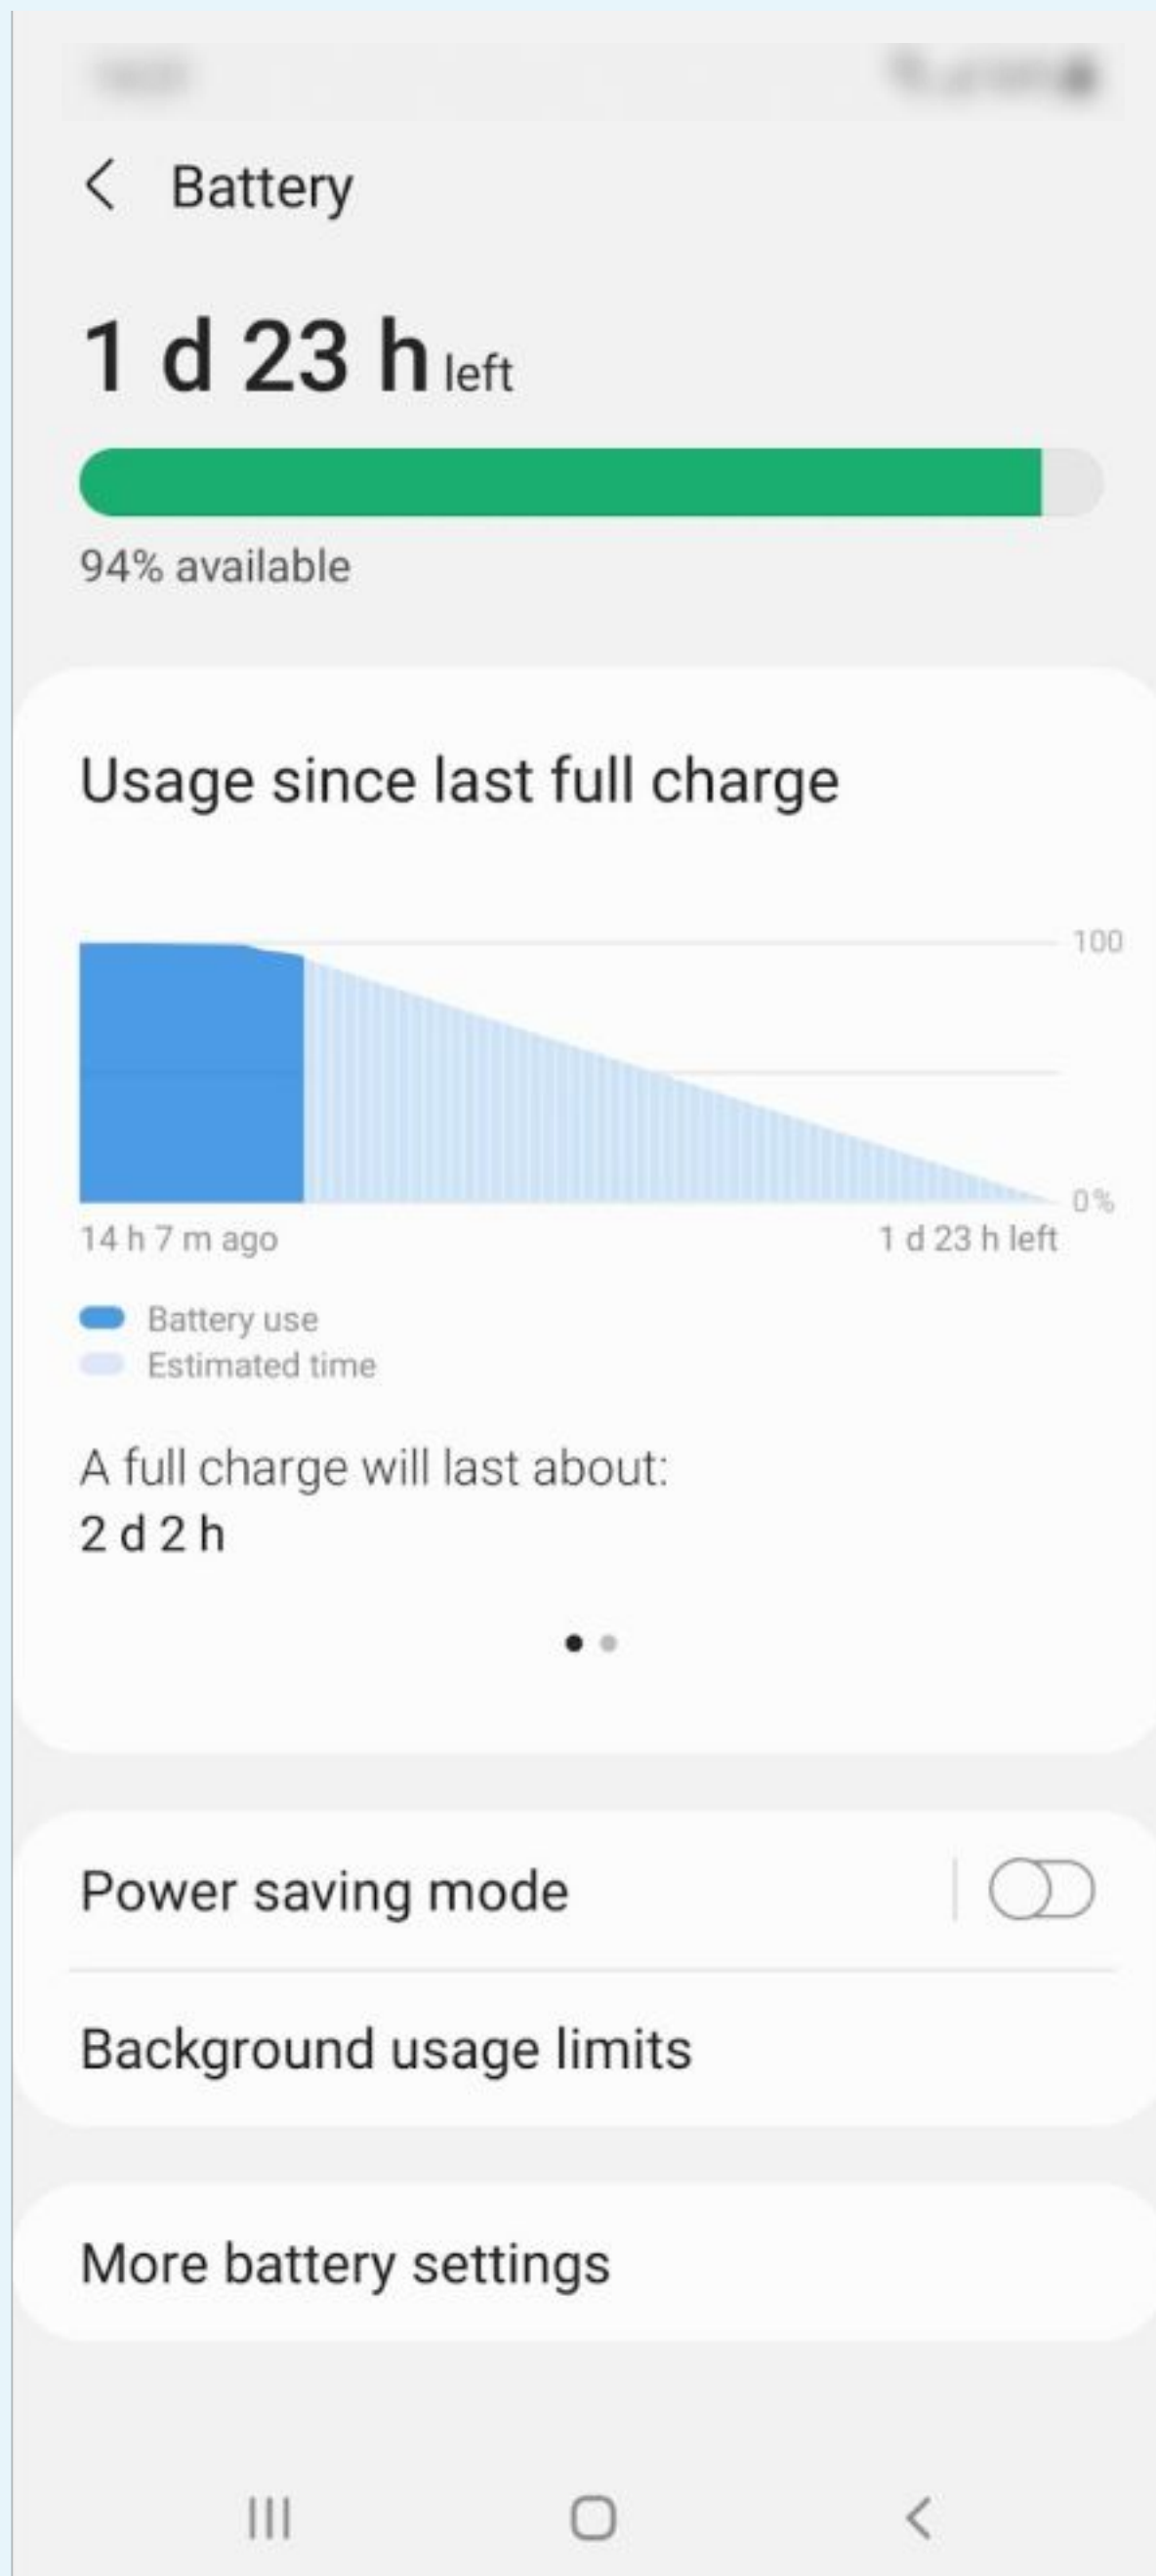 Battery
1 d 23 h left
94% available
Usage since last full charge
100
0%
14 h 7 m ago
1 d 23 h left
Battery use
Estimated time
A full charge will last about:
2 d 2 h
Power saving mode
Background usage limits
More battery settings